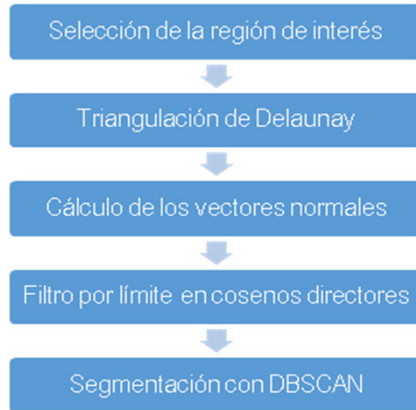 Selección de la región de interés
Triangulación de Delaunay
Cálculo de los vectores normales
Filtro por límite en cosenos directores
Segmentación con DBSCAN